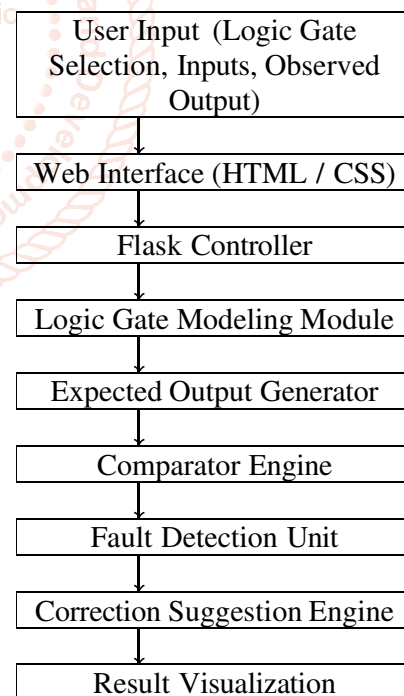 User Input (Logic Gate
Selection, Inputs, Observed
Output)
Web Interface (HTML / CSS)
Flask Controller
Logic Gate Modeling Module
Expected Output Generator
Comparator Engine
Fault Detection Unit
Correction Suggestion Engine
Result Visualization